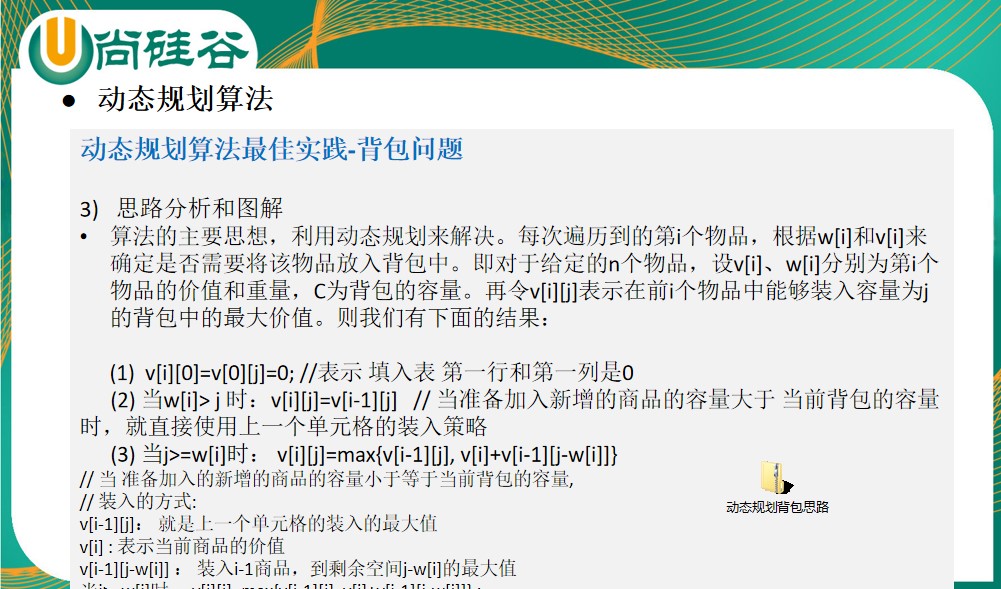 尚硅谷
● 动态规划算法
动态规划算法最佳实践-背包问题
3) 思路分析和图解
• 算法的主要思想，利用动态规划来解决。每次遍历到的第i个物品，根据w[i]和v[i]来
确定是否需要将该物品放入背包中。即对于给定的n个物品，设v[i]、w[i]分别为第i个
物品的价值和重量，C为背包的容量。再令v[i][j]表示在前i个物品中能够装入容量为j
的背包中的最大价值。则我们有下面的结果：
(1) v[i][0]=v[0][j]=0; //表示 填入表 第一行和第一列是0
(2) 当w[i]> j 时：v[i][j]=v[i-1][j] // 当准备加入新增的商品的容量大于 当前背包的容量
时，就直接使用上一个单元格的装入策略
(3) 当j>=w[i]时： v[i][j]=max{v[i-1][j], v[i]+v[i-1][j-w[i]]}
// 当 准备加入的新增的商品的容量小于等于当前背包的容量,
// 装入的方式:
v[i-1][j]： 就是上一个单元格的装入的最大值
v[i] : 表示当前商品的价值
v[i-1][j-w[i]] ： 装入i-1商品，到剩余空间j-w[i]的最大值
动态规划背包思路